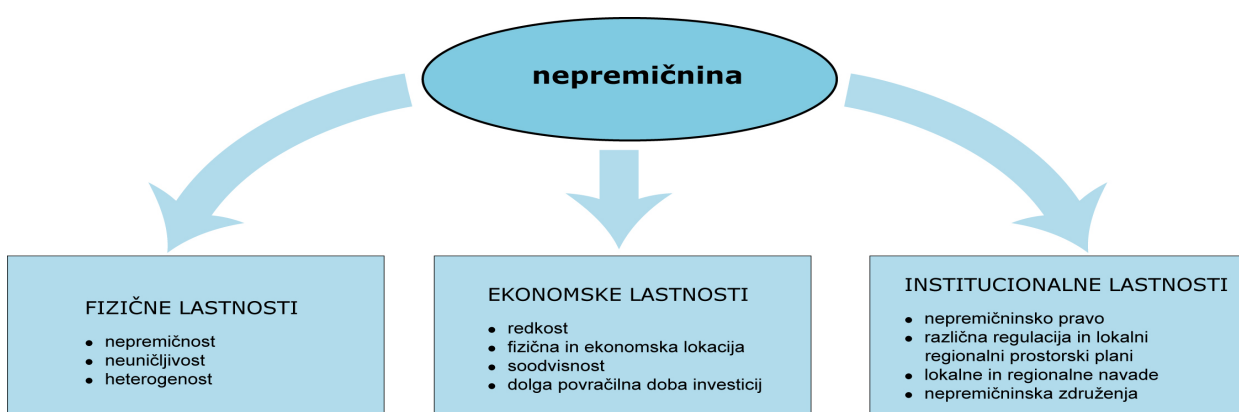 nepremičnina
FIZIČNE LASTNOSTI
• nepremičnost
• neuničljivost
• heterogenost
EKONOMSKE LASTNOSTI
• redkost
• fizična in ekonomska lokacija
• soodvisnost
• dolga povračilna doba investicij
INSTITUCIONALNE LASTNOSTI
• nepremičninsko pravo
• različna regulacija in lokalni
regionalni prostorski plani
• lokalne in regionalne navade
• nepremičninska združenja